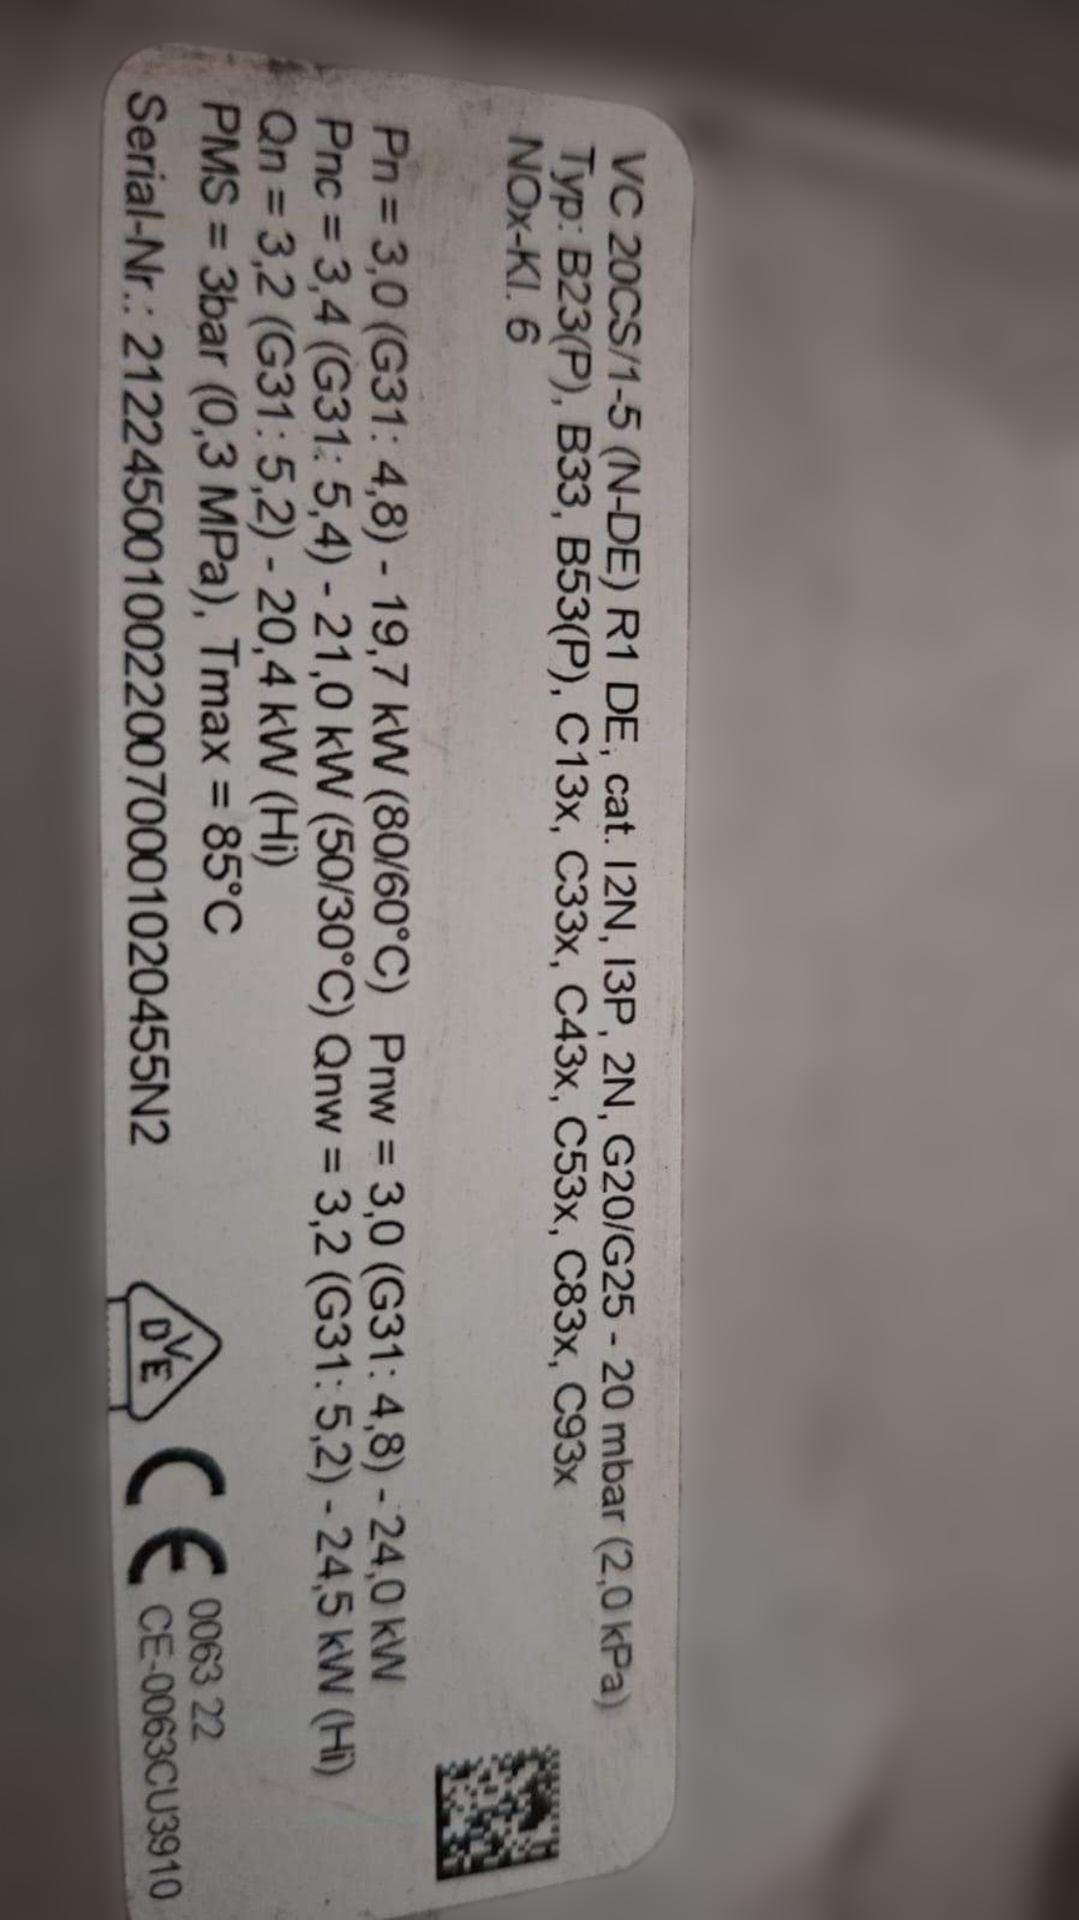 VC 20CS/1-5 (N-DE) R1 DE, cat. I2N, I3P, 2N, G20/G25 - 20 mbar (2,0 kPa)
Typ: B23(P), B33, B53(P), C13x, C33x, C43x, C53x, C83x, C93x
NOx-Kl. 6
Pn = 3,0 (G31: 4,8) - 19,7 kW (80/60°C) Pnw = 3,0 (G31: 4,8) - 24,0 kW
Pnc = 3,4 (G31: 5,4) - 21,0 kW (50/30°C) Qnw = 3,2 (G31: 5,2) - 24,5 kW (Hi)
Qn = 3,2 (G31: 5,2) - 20,4 kW (Hi)
PMS = 3bar (0,3 MPa), Tmax = 85°C
Serial-Nr.: 21224500100220070001020455N2
DVE
CE 0063 22
CE-0063CU3910